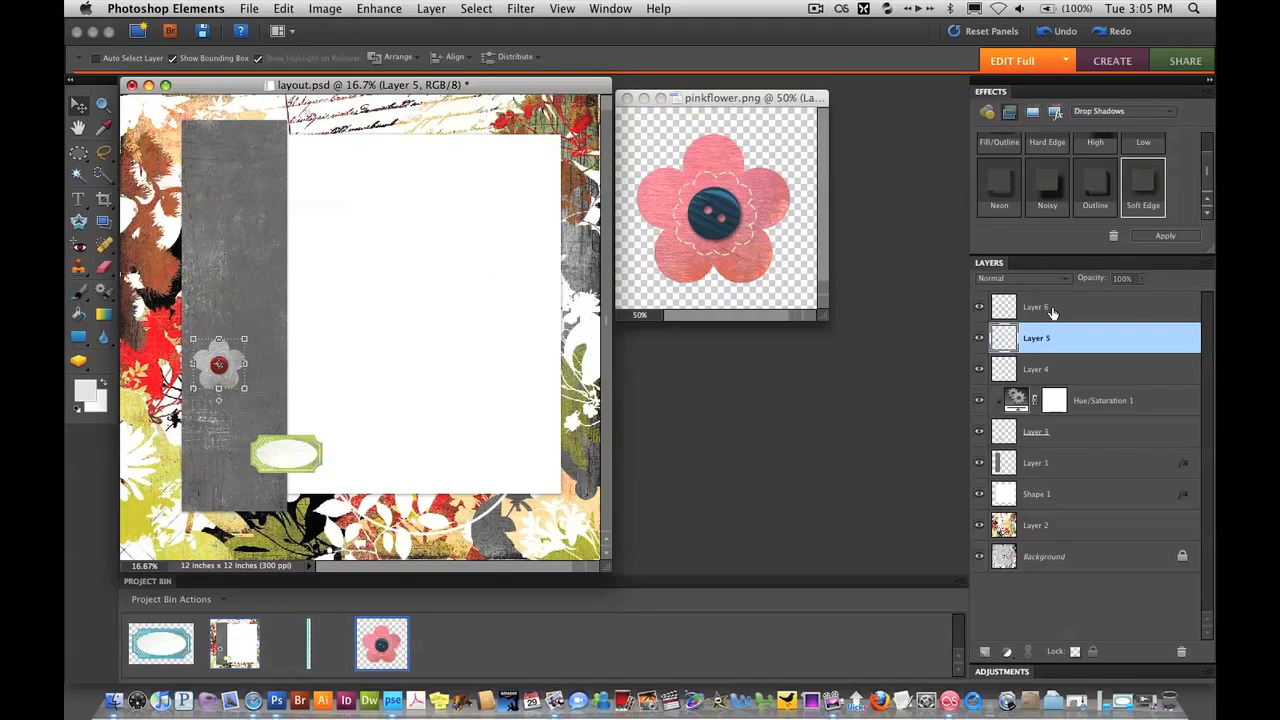 Photoshop Elements File Edit Image Enhance Layer Select Filter View Window Help (100%) Tue 3:05 PM
Reset Panels Undo Redo
Auto Select Layer Show Bounding Box Show Highlight on Rollover Arrange Align Distribute
EDIT Full CREATE SHARE
layout.psd @ 16.7% (Layer 5, RGB/8) *
pinkflower.png @ 50% (La...
50%
16.67% 12 inches x 12 inches (300 ppi)
EFFECTS
Drop Shadows
Fill/Outline Hard Edge High Low
Neon Noisy Outline Soft Edge
Apply
LAYERS
Normal Opacity: 100%
Layer 6
Layer 5
Layer 4
Hue/Saturation 1
Layer 3
Layer 1
Shape 1
Layer 2
Background
Lock:
ADJUSTMENTS
PROJECT BIN
Project Bin Actions